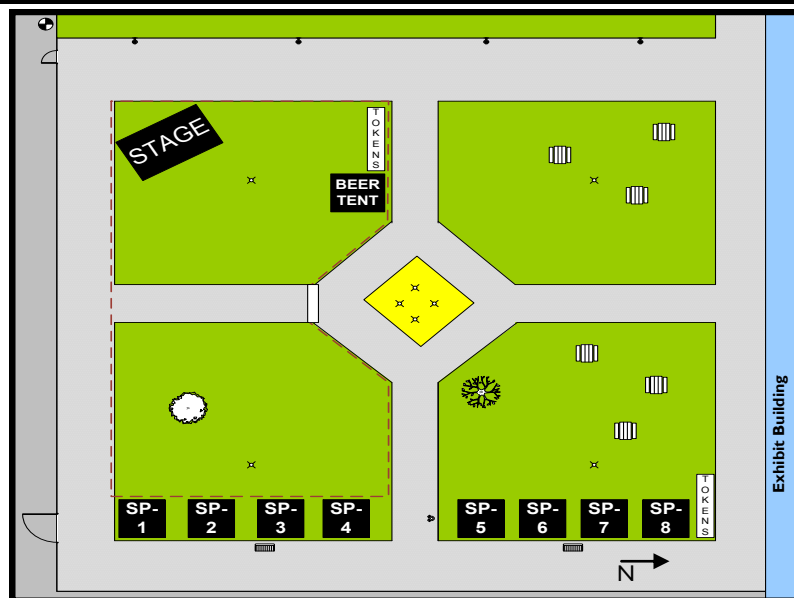 STAGE
TOKENS
BEER
TENT
Exhibit Building
SP-
1
SP-
2
SP-
3
SP-
4
SP-
5
SP-
6
SP-
7
SP-
8
TOKENS
N